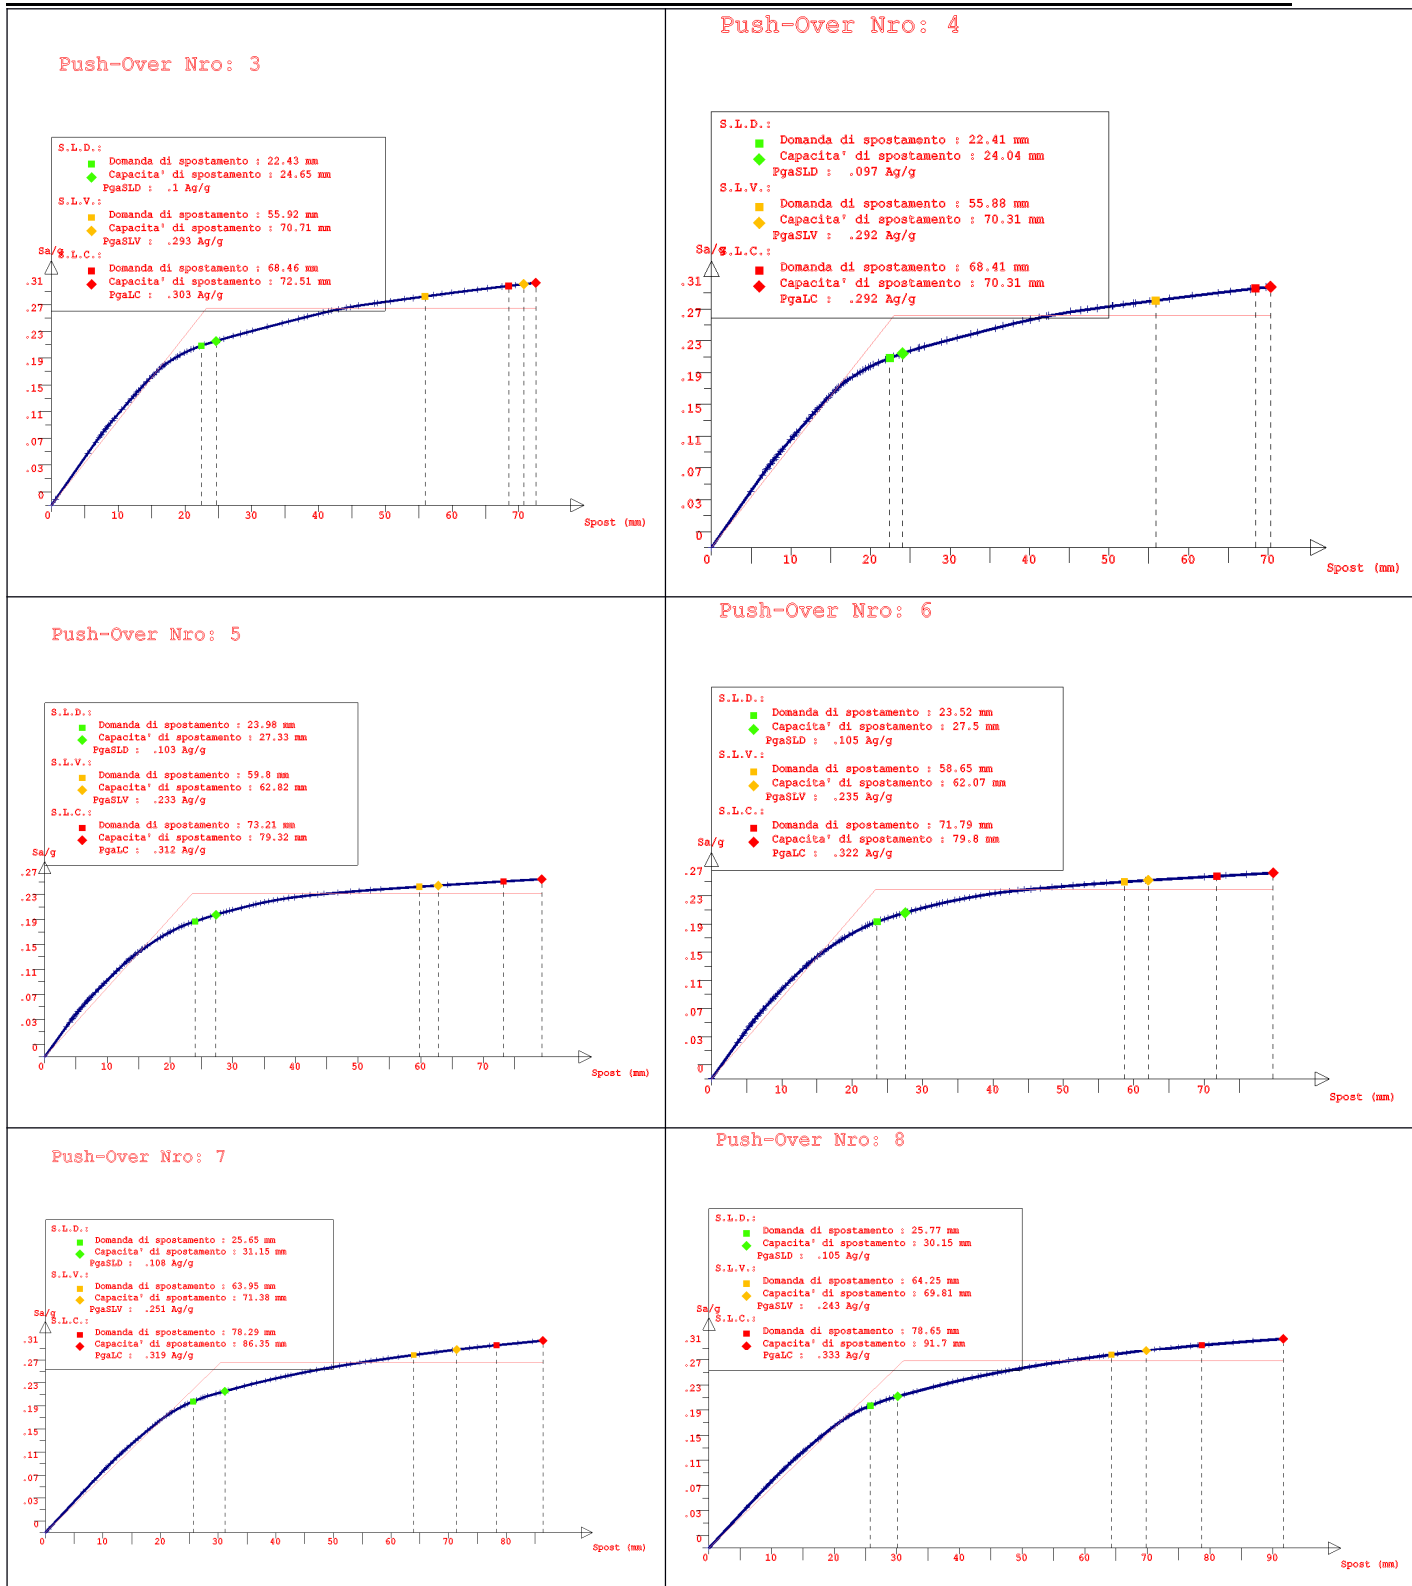 Push-Over Nro: 3
S.L.D.:
Domanda di spostamento : 22.43 mm
Capacita' di spostamento : 24.65 mm
PgaSLD : .1 Ag/g
S.L.V.:
Domanda di spostamento : 55.92 mm
Capacita' di spostamento : 70.71 mm
PgaSLV : .293 Ag/g
Sa/g
S.L.C.:
Domanda di spostamento : 68.46 mm
Capacita' di spostamento : 72.51 mm
PgaLC : .303 Ag/g
.31
.27
.23
.19
.15
.11
.07
.03
0
0 10 20 30 40 50 60 70
Spost (mm)
Push-Over Nro: 4
S.L.D.:
Domanda di spostamento : 22.41 mm
Capacita' di spostamento : 24.04 mm
PgaSLD : .097 Ag/g
S.L.V.:
Domanda di spostamento : 55.88 mm
Capacita' di spostamento : 70.31 mm
PgaSLV : .292 Ag/g
Sa/g
S.L.C.:
Domanda di spostamento : 68.41 mm
Capacita' di spostamento : 70.31 mm
PgaLC : .292 Ag/g
.31
.27
.23
.19
.15
.11
.07
.03
0
0 10 20 30 40 50 60 70
Spost (mm)
Push-Over Nro: 5
S.L.D.:
Domanda di spostamento : 23.98 mm
Capacita' di spostamento : 27.33 mm
PgaSLD : .103 Ag/g
S.L.V.:
Domanda di spostamento : 59.8 mm
Capacita' di spostamento : 62.82 mm
PgaSLV : .233 Ag/g
S.L.C.:
Domanda di spostamento : 73.21 mm
Capacita' di spostamento : 79.32 mm
PgaLC : .312 Ag/g
Sa/g
.27
.23
.19
.15
.11
.07
.03
0
0 10 20 30 40 50 60 70
Spost (mm)
Push-Over Nro: 6
S.L.D.:
Domanda di spostamento : 23.52 mm
Capacita' di spostamento : 27.5 mm
PgaSLD : .105 Ag/g
S.L.V.:
Domanda di spostamento : 58.65 mm
Capacita' di spostamento : 62.07 mm
PgaSLV : .235 Ag/g
S.L.C.:
Domanda di spostamento : 71.79 mm
Capacita' di spostamento : 79.8 mm
PgaLC : .322 Ag/g
Sa/g
.27
.23
.19
.15
.11
.07
.03
0
0 10 20 30 40 50 60 70
Spost (mm)
Push-Over Nro: 7
S.L.D.:
Domanda di spostamento : 25.65 mm
Capacita' di spostamento : 31.15 mm
PgaSLD : .108 Ag/g
S.L.V.:
Domanda di spostamento : 63.95 mm
Capacita' di spostamento : 71.38 mm
PgaSLV : .251 Ag/g
Sa/g
S.L.C.:
Domanda di spostamento : 78.29 mm
Capacita' di spostamento : 86.35 mm
PgaLC : .319 Ag/g
.31
.27
.23
.19
.15
.11
.07
.03
0
0 10 20 30 40 50 60 70 80
Spost (mm)
Push-Over Nro: 8
S.L.D.:
Domanda di spostamento : 25.77 mm
Capacita' di spostamento : 30.15 mm
PgaSLD : .105 Ag/g
S.L.V.:
Domanda di spostamento : 64.25 mm
Capacita' di spostamento : 69.81 mm
PgaSLV : .243 Ag/g
Sa/g
S.L.C.:
Domanda di spostamento : 78.65 mm
Capacita' di spostamento : 91.7 mm
PgaLC : .333 Ag/g
.31
.27
.23
.19
.15
.11
.07
.03
0
0 10 20 30 40 50 60 70 80 90
Spost (mm)